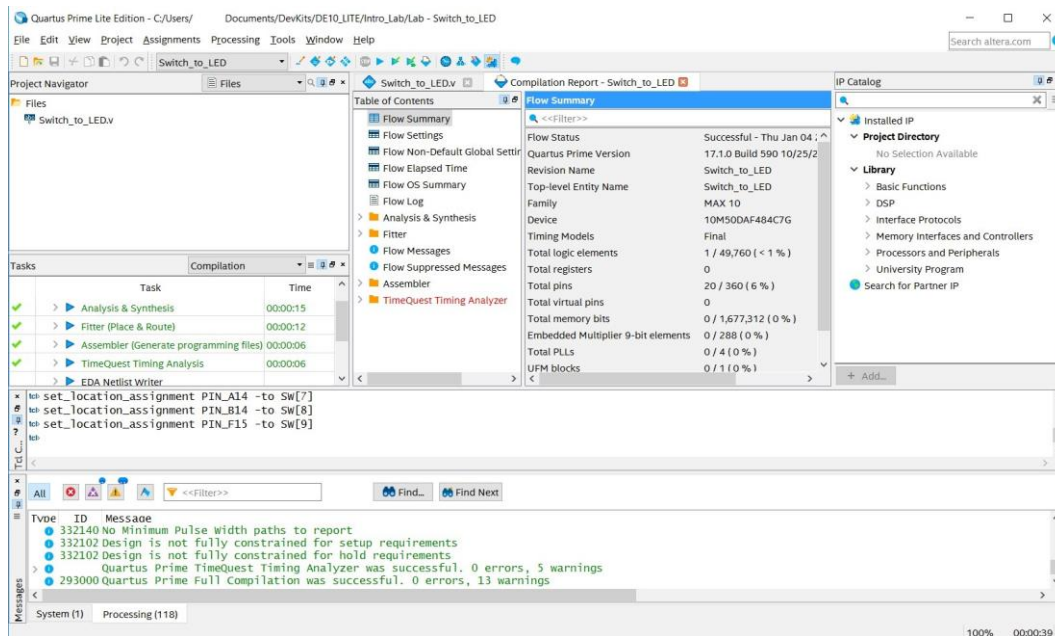 Quartus Prime Lite Edition - C:/Users/ Documents/DevKits/DE10_LITE/Intro_Lab/Lab - Switch_to_LED
File Edit View Project Assignments Processing Tools Window Help
Search altera.com
Switch_to_LED
Project Navigator
Files
Files
Switch_to_LED.v
Tasks
Compilation
Task Time
Analysis & Synthesis 00:00:15
Fitter (Place & Route) 00:00:12
Assembler (Generate programming files) 00:00:06
TimeQuest Timing Analysis 00:00:06
EDA Netlist Writer
Switch_to_LED.v
Compilation Report - Switch_to_LED
Table of Contents
Flow Summary
Flow Settings
Flow Non-Default Global Settin
Flow Elapsed Time
Flow OS Summary
Flow Log
Analysis & Synthesis
Fitter
Flow Messages
Flow Suppressed Messages
Assembler
TimeQuest Timing Analyzer
Flow Summary
<<Filter>>
Flow Status Successful - Thu Jan 04
Quartus Prime Version 17.1.0 Build 590 10/25/2
Revision Name Switch_to_LED
Top-level Entity Name Switch_to_LED
Family MAX 10
Device 10M50DAF484C7G
Timing Models Final
Total logic elements 1 / 49,760 ( < 1 % )
Total registers 0
Total pins 20 / 360 ( 6 % )
Total virtual pins 0
Total memory bits 0 / 1,677,312 ( 0 % )
Embedded Multiplier 9-bit elements 0 / 288 ( 0 % )
Total PLLs 0 / 4 ( 0 % )
UFM blocks 0 / 1 ( 0 % )
IP Catalog
Installed IP
Project Directory
No Selection Available
Library
Basic Functions
DSP
Interface Protocols
Memory Interfaces and Controllers
Processors and Peripherals
University Program
Search for Partner IP
+ Add...
tcl> set_location_assignment PIN_A14 -to SW[7]
tcl> set_location_assignment PIN_B14 -to SW[8]
tcl> set_location_assignment PIN_F15 -to SW[9]
tcl>
Tcl C...
All
<<Filter>>
Find...
Find Next
Type ID Message
332140 No Minimum Pulse Width paths to report
332102 Design is not fully constrained for setup requirements
332102 Design is not fully constrained for hold requirements
Quartus Prime TimeQuest Timing Analyzer was successful. 0 errors, 5 warnings
293000 Quartus Prime Full Compilation was successful. 0 errors, 13 warnings
Messages
System (1) Processing (118)
100% 00:00:39